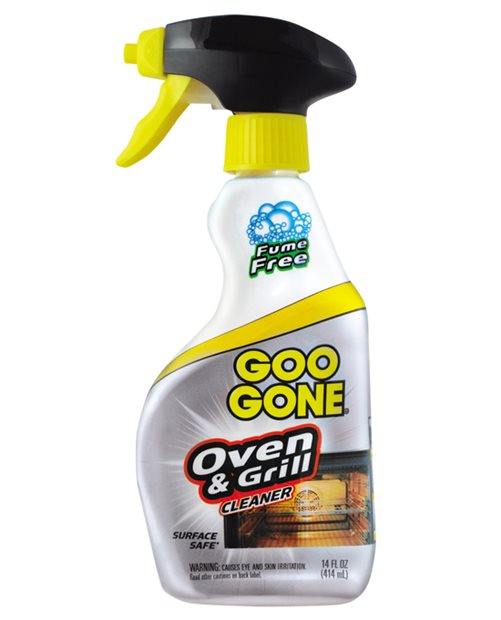 Fume
Free
GOO
GONE®
Oven
& Grill
CLEANER
SURFACE
SAFE*
WARNING: CAUSES EYE AND SKIN IRRITATION.
Read other cautions on back label.
14 FL OZ
(414 mL)